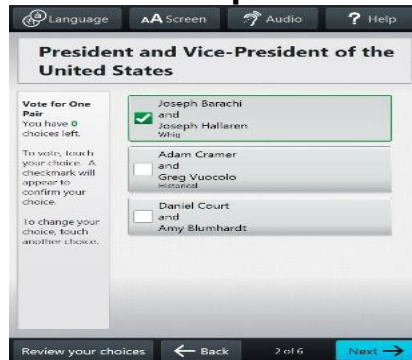 Language AA Screen Audio ? Help
President and Vice-President of the
United States
Vote for One
Pair
You have 0
choices left.
To vote, touch
your choice. A
checkmark will
appear to
confirm your
choice.
To change your
choice, touch
another choice.
Joseph Barachi
and
Joseph Hallaren
Whig
Adam Cramer
and
Greg Vuocolo
Historical
Daniel Court
and
Amy Blumhardt
Review your choices ← Back 2 of 6 Next →